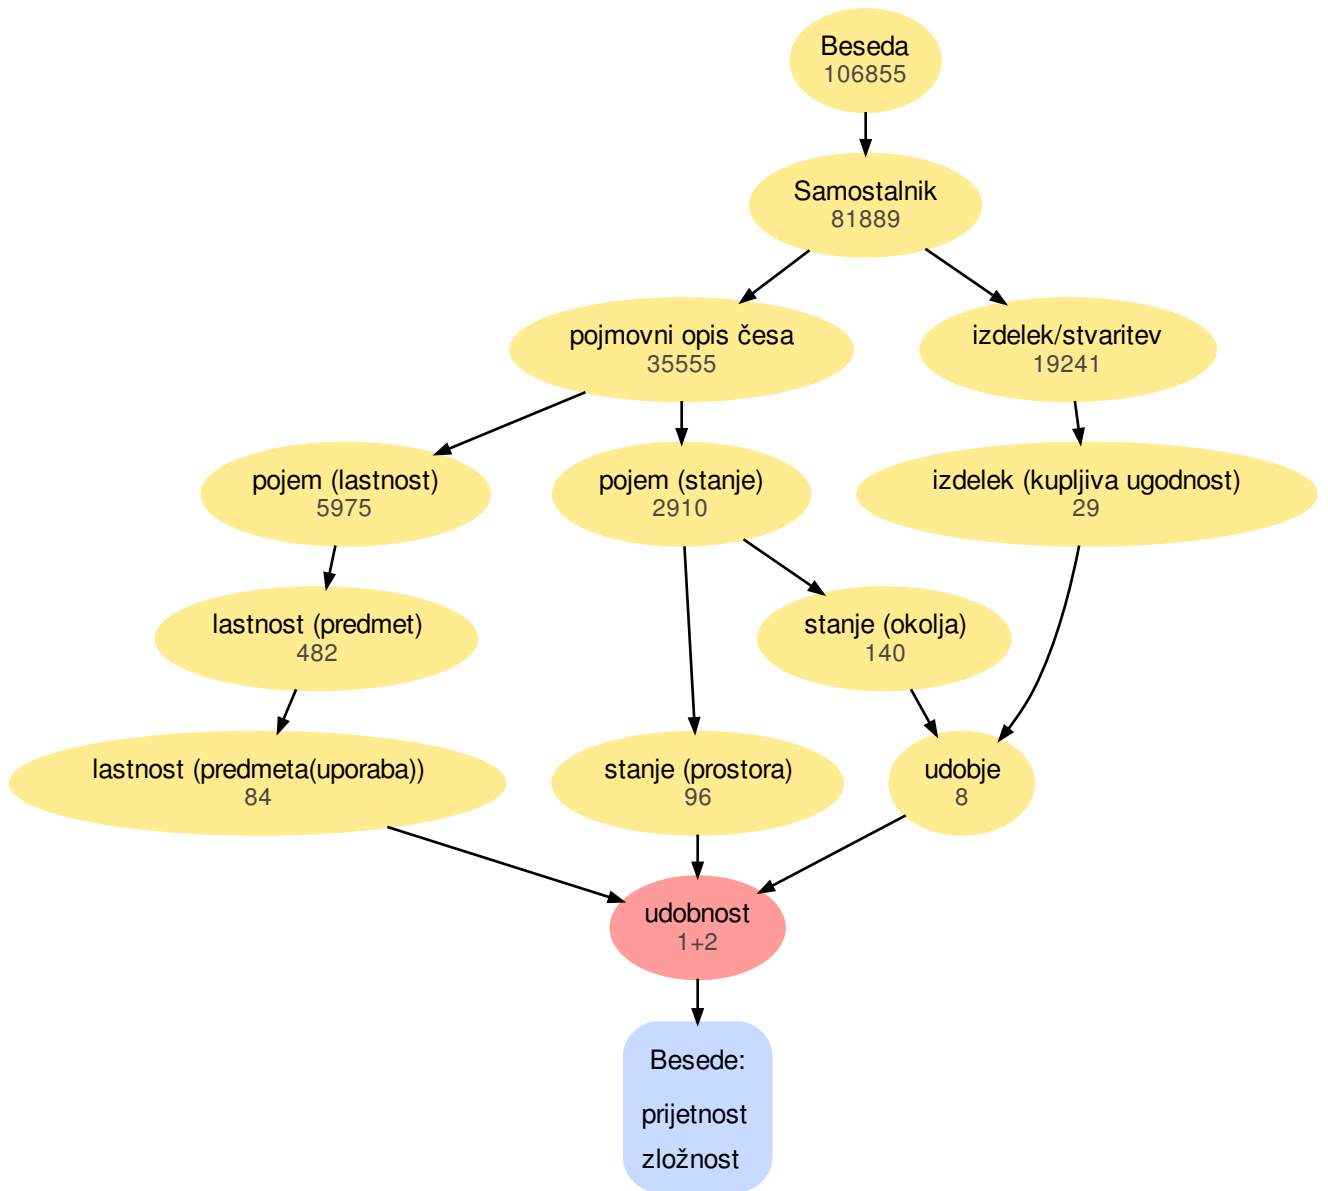 Beseda
106855
Samostalnik
81889
pojmovni opis česa
35555
izdelek/stvaritev
19241
pojem (lastnost)
5975
pojem (stanje)
2910
izdelek (kupljiva ugodnost)
29
lastnost (predmet)
482
stanje (okolja)
140
lastnost (predmeta(uporaba))
84
stanje (prostora)
96
udobje
8
udobnost
1+2
Besede:
prijetnost
zložnost